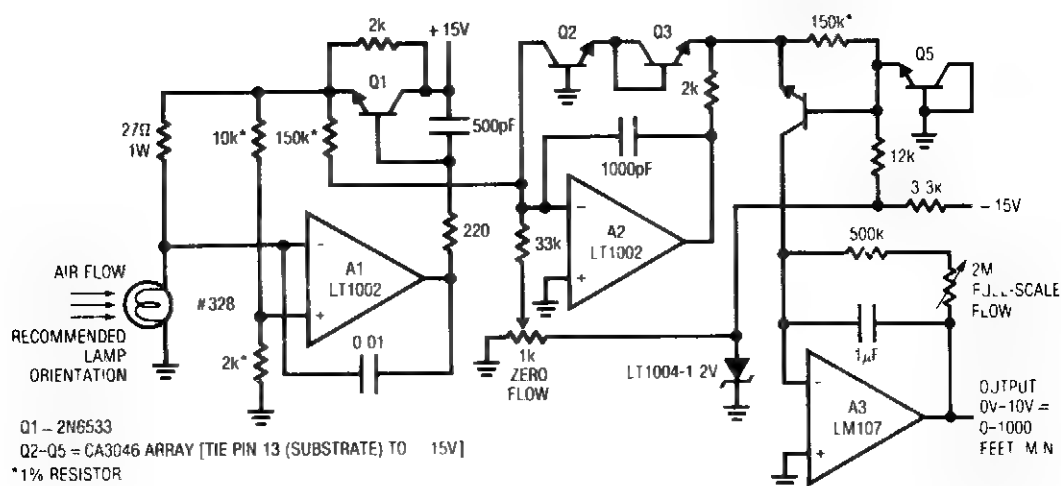 2k
+15V
Q1
500pF
27Ω
1W
10k*
150k*
220
A1
LT1002
-
+
#328
AIR FLOW
RECOMMENDED
LAMP
ORIENTATION
2k*
0 01
Q2
Q3
2k
1000pF
A2
LT1002
-
+
33k
1k
ZERO
FLOW
150k*
Q5
12k
3 3k
-15V
500k
2M
FULL-SCALE
FLOW
LT1004-1 2V
1µF
A3
LM107
-
+
OUTPUT
0V-10V =
0-1000
FEET M N
Q1 - 2N6533
Q2-Q5 = CA3046 ARRAY [TIE PIN 13 (SUBSTRATE) TO 15V]
*1% RESISTOR